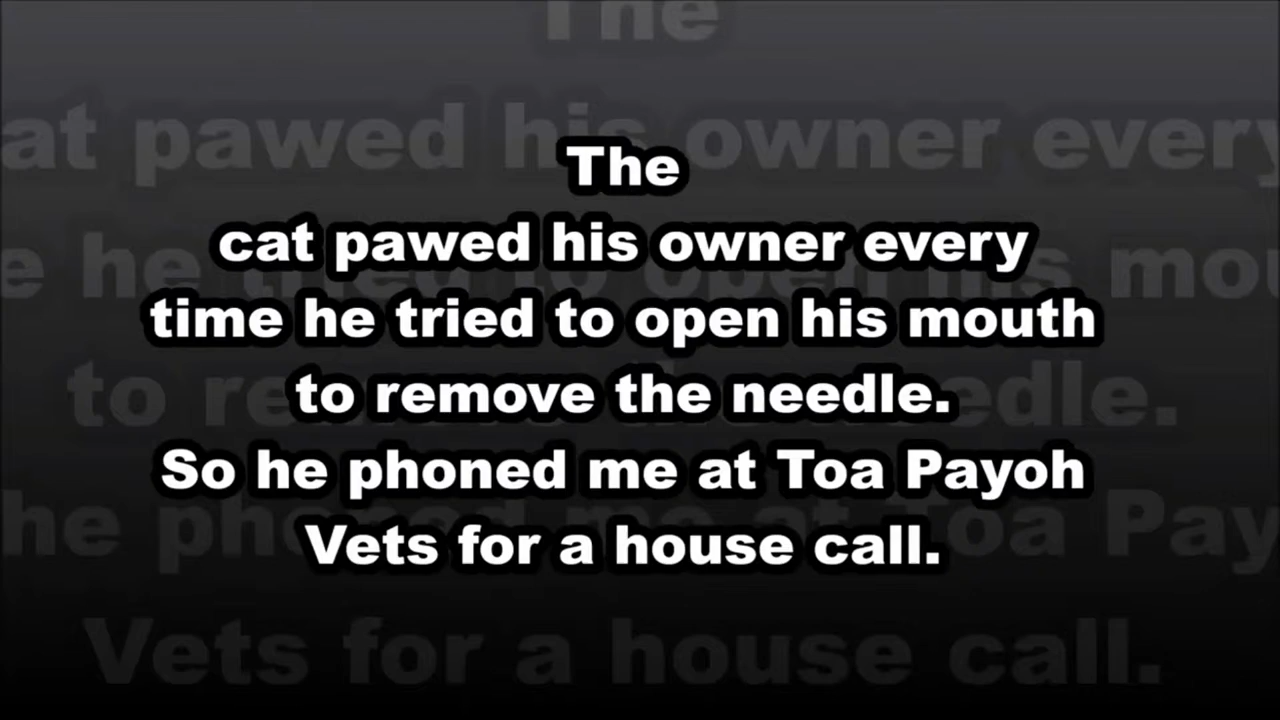 The
cat pawed his owner every
time he tried to open his mouth
to remove the needle.
So he phoned me at Toa Payoh
Vets for a house call.